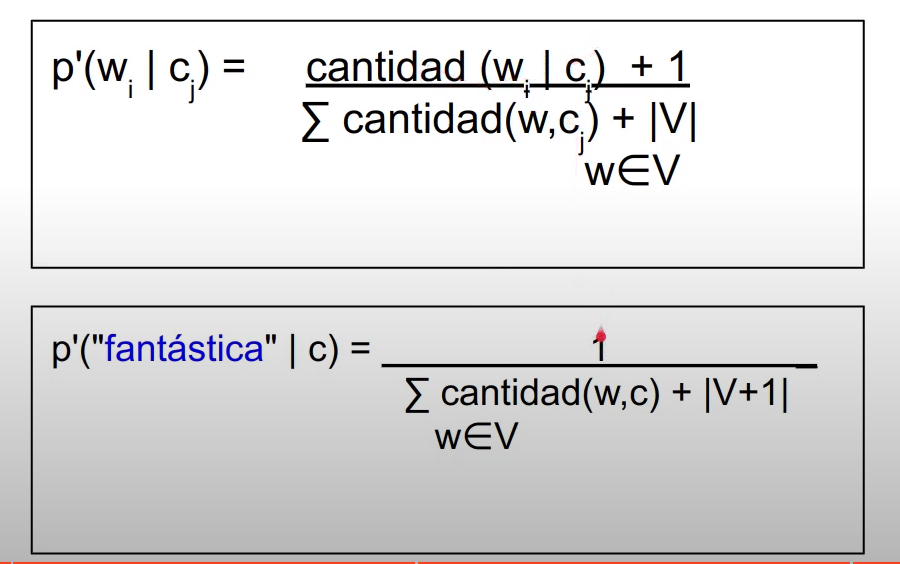 p'(wᵢ | cⱼ) = cantidad (wᵢ | cⱼ) + 1
∑ cantidad(w,cⱼ) + |V|
w∈V
p'("fantástica" | c) = 1
∑ cantidad(w,c) + |V+1|
w∈V